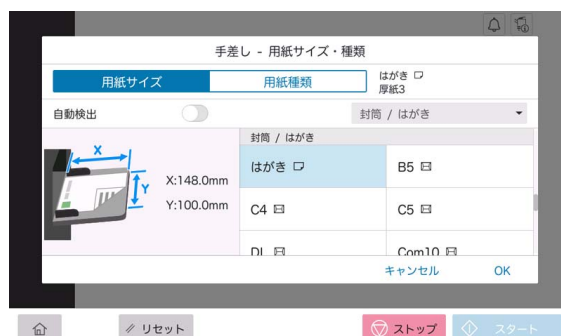 手差し - 用紙サイズ・種類
用紙サイズ
用紙種類
はがき
厚紙3
自動検出
封筒 / はがき
封筒 / はがき
X
Y
X:148.0mm
Y:100.0mm
はがき
B5
C4
C5
DL
Com10
キャンセル
OK
リセット
ストップ
スタート